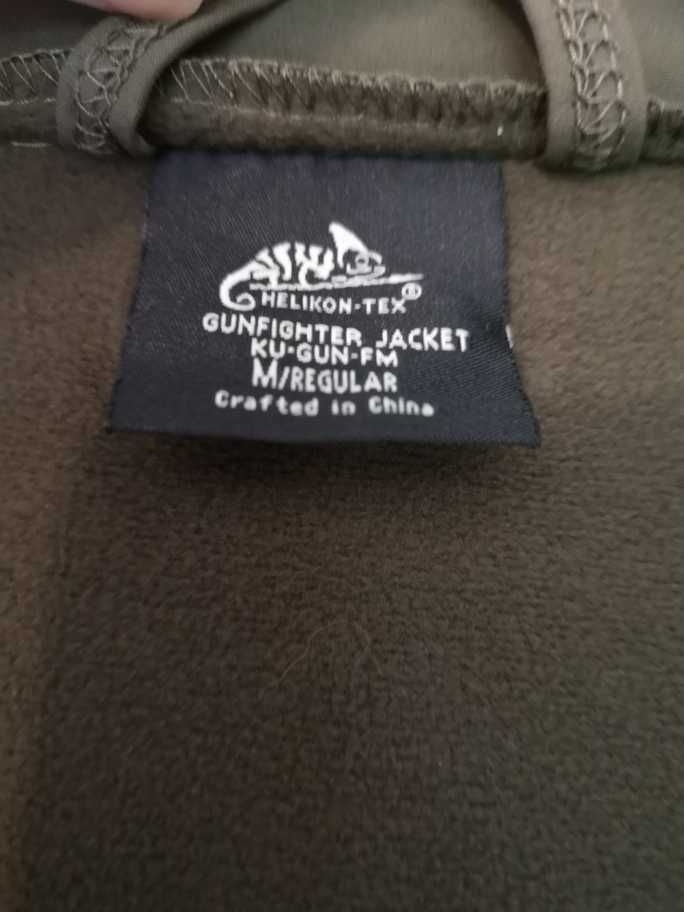 HELIKON-TEX®
GUNFIGHTER JACKET
KU-GUN-FM
M/REGULAR
Crafted in China